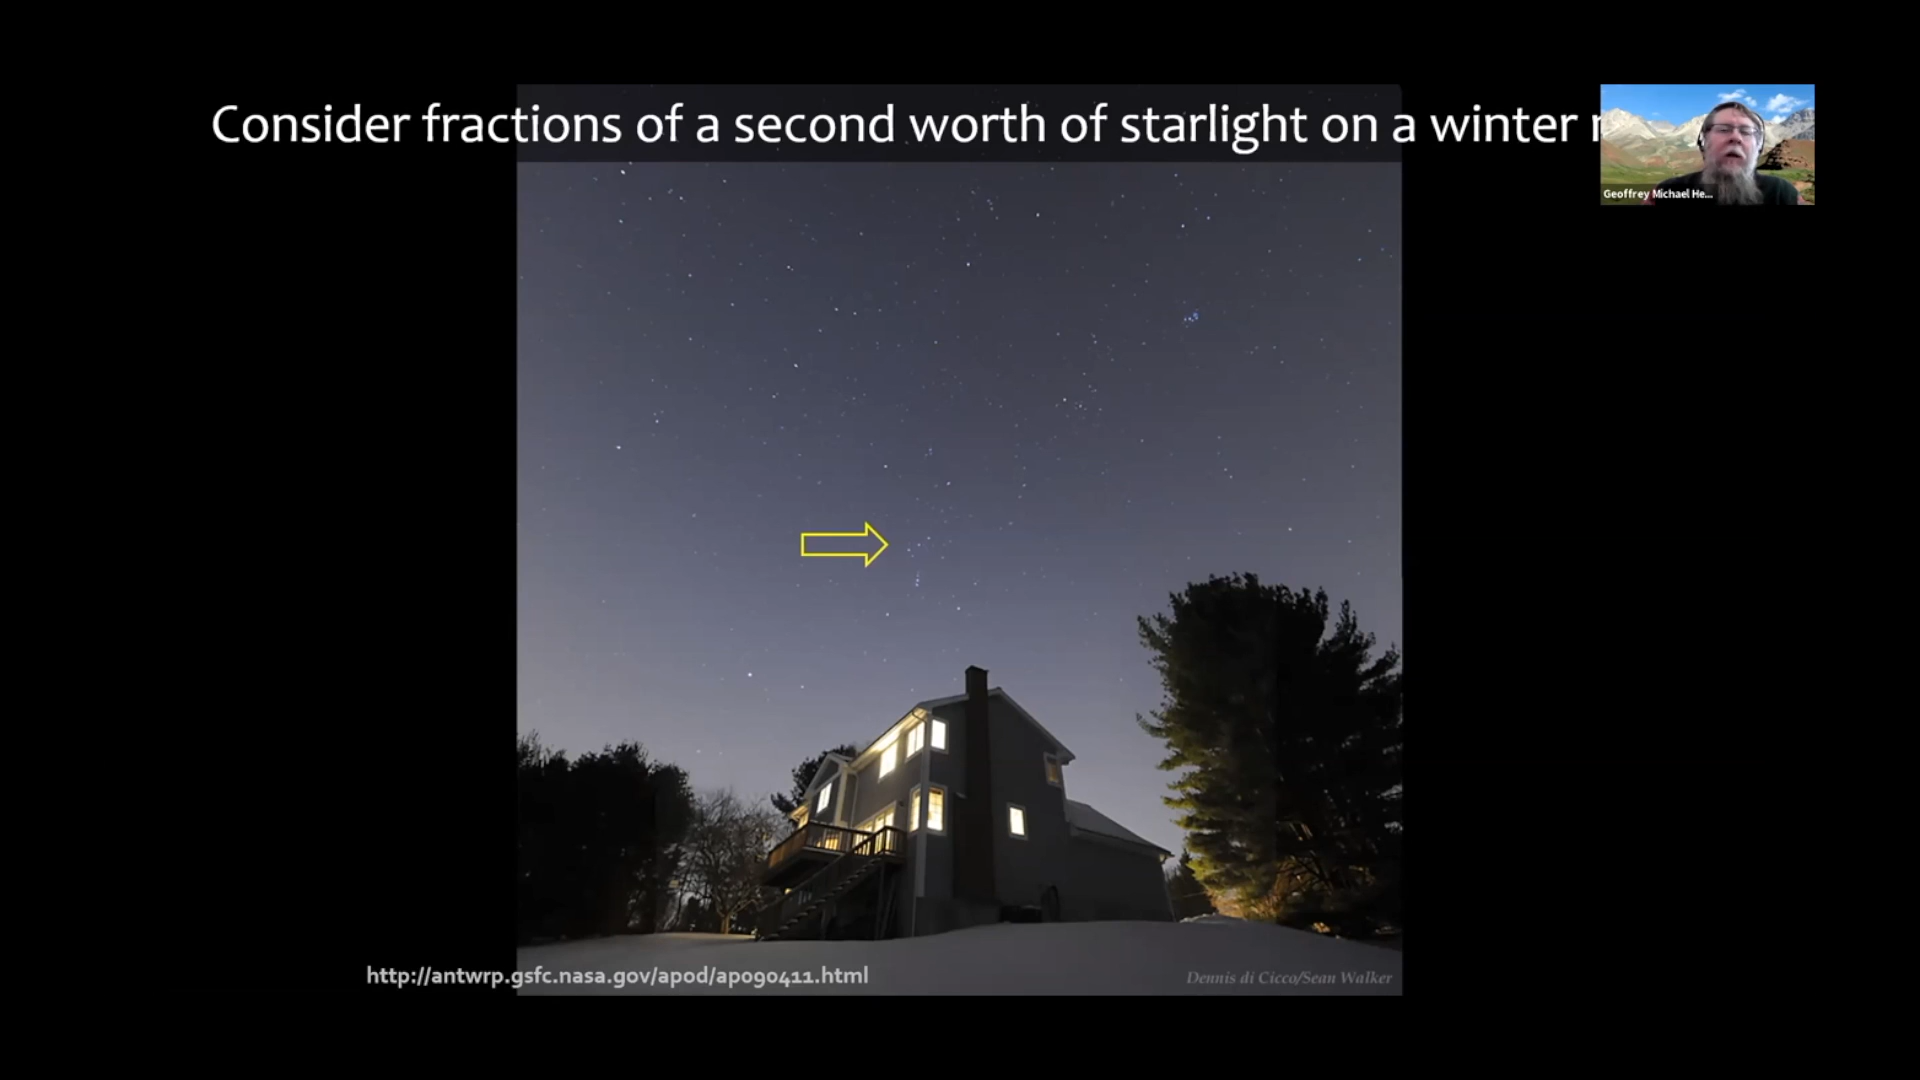 Consider fractions of a second worth of starlight on a winter
Geoffrey Michael He...
http://antwrp.gsfc.nasa.gov/apod/ap090411.html
Dennis di Cicco/Sean Walker